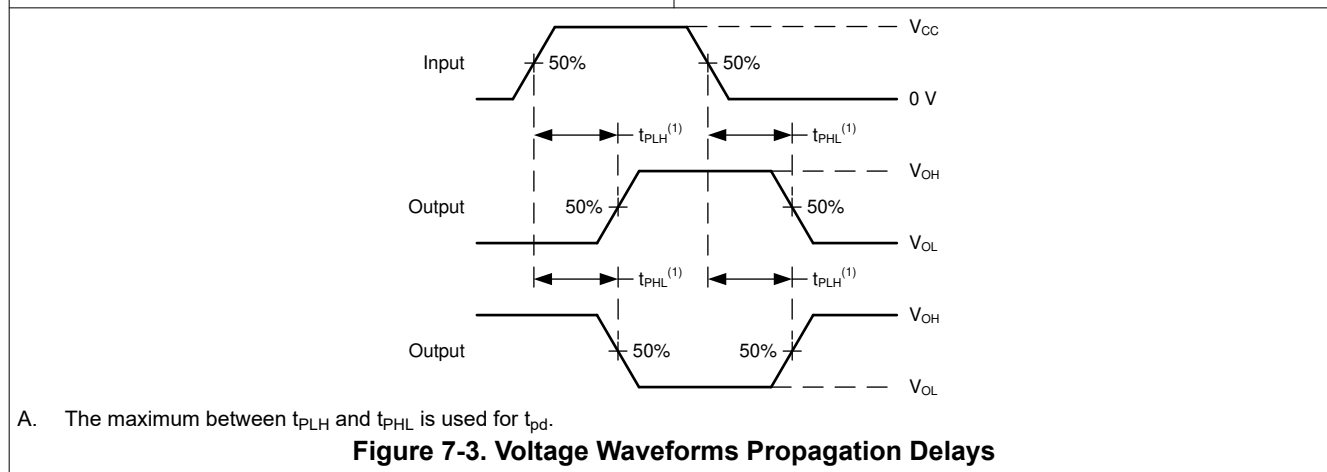 V_CC
Input 50% 50%
0 V
t_PLH^(1) t_PHL^(1)
V_OH
Output 50% 50%
V_OL
t_PHL^(1) t_PLH^(1)
V_OH
Output 50% 50%
V_OL
A. The maximum between t_PLH and t_PHL is used for t_pd.
Figure 7-3. Voltage Waveforms Propagation Delays